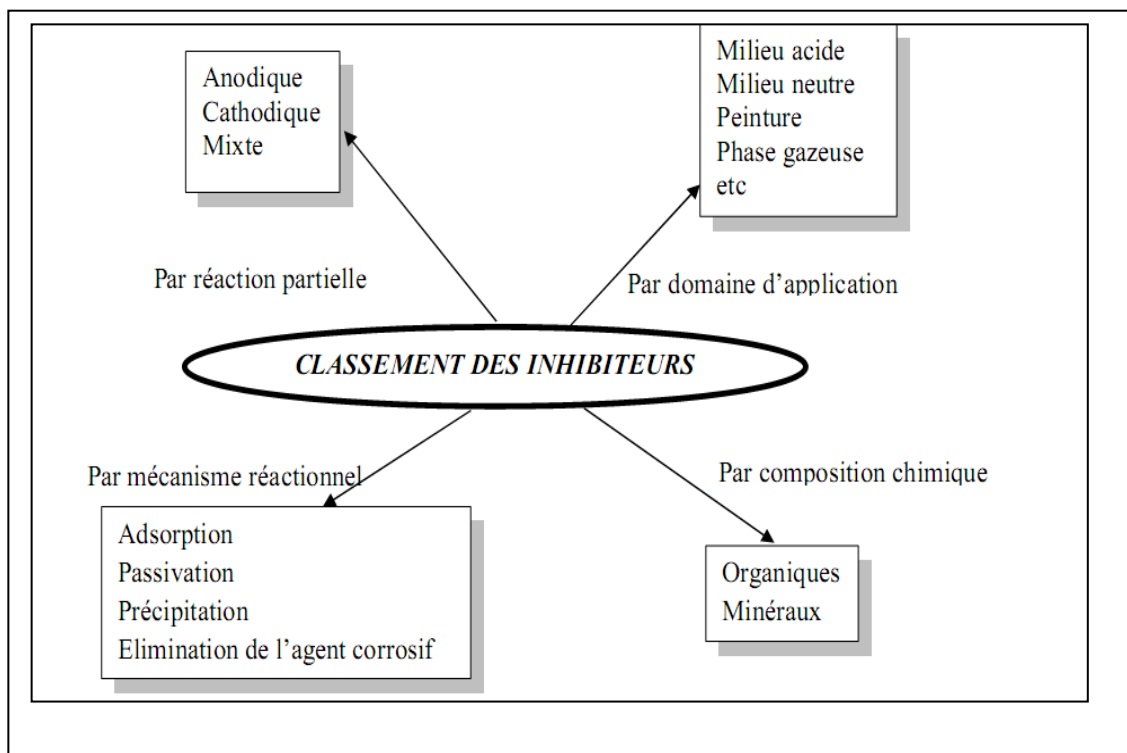 Anodique
Cathodique
Mixte
Milieu acide
Milieu neutre
Peinture
Phase gazeuse
etc
Par réaction partielle
Par domaine d’application
CLASSEMENT DES INHIBITEURS
Par mécanisme réactionnel
Par composition chimique
Adsorption
Passivation
Précipitation
Elimination de l’agent corrosif
Organiques
Minéraux